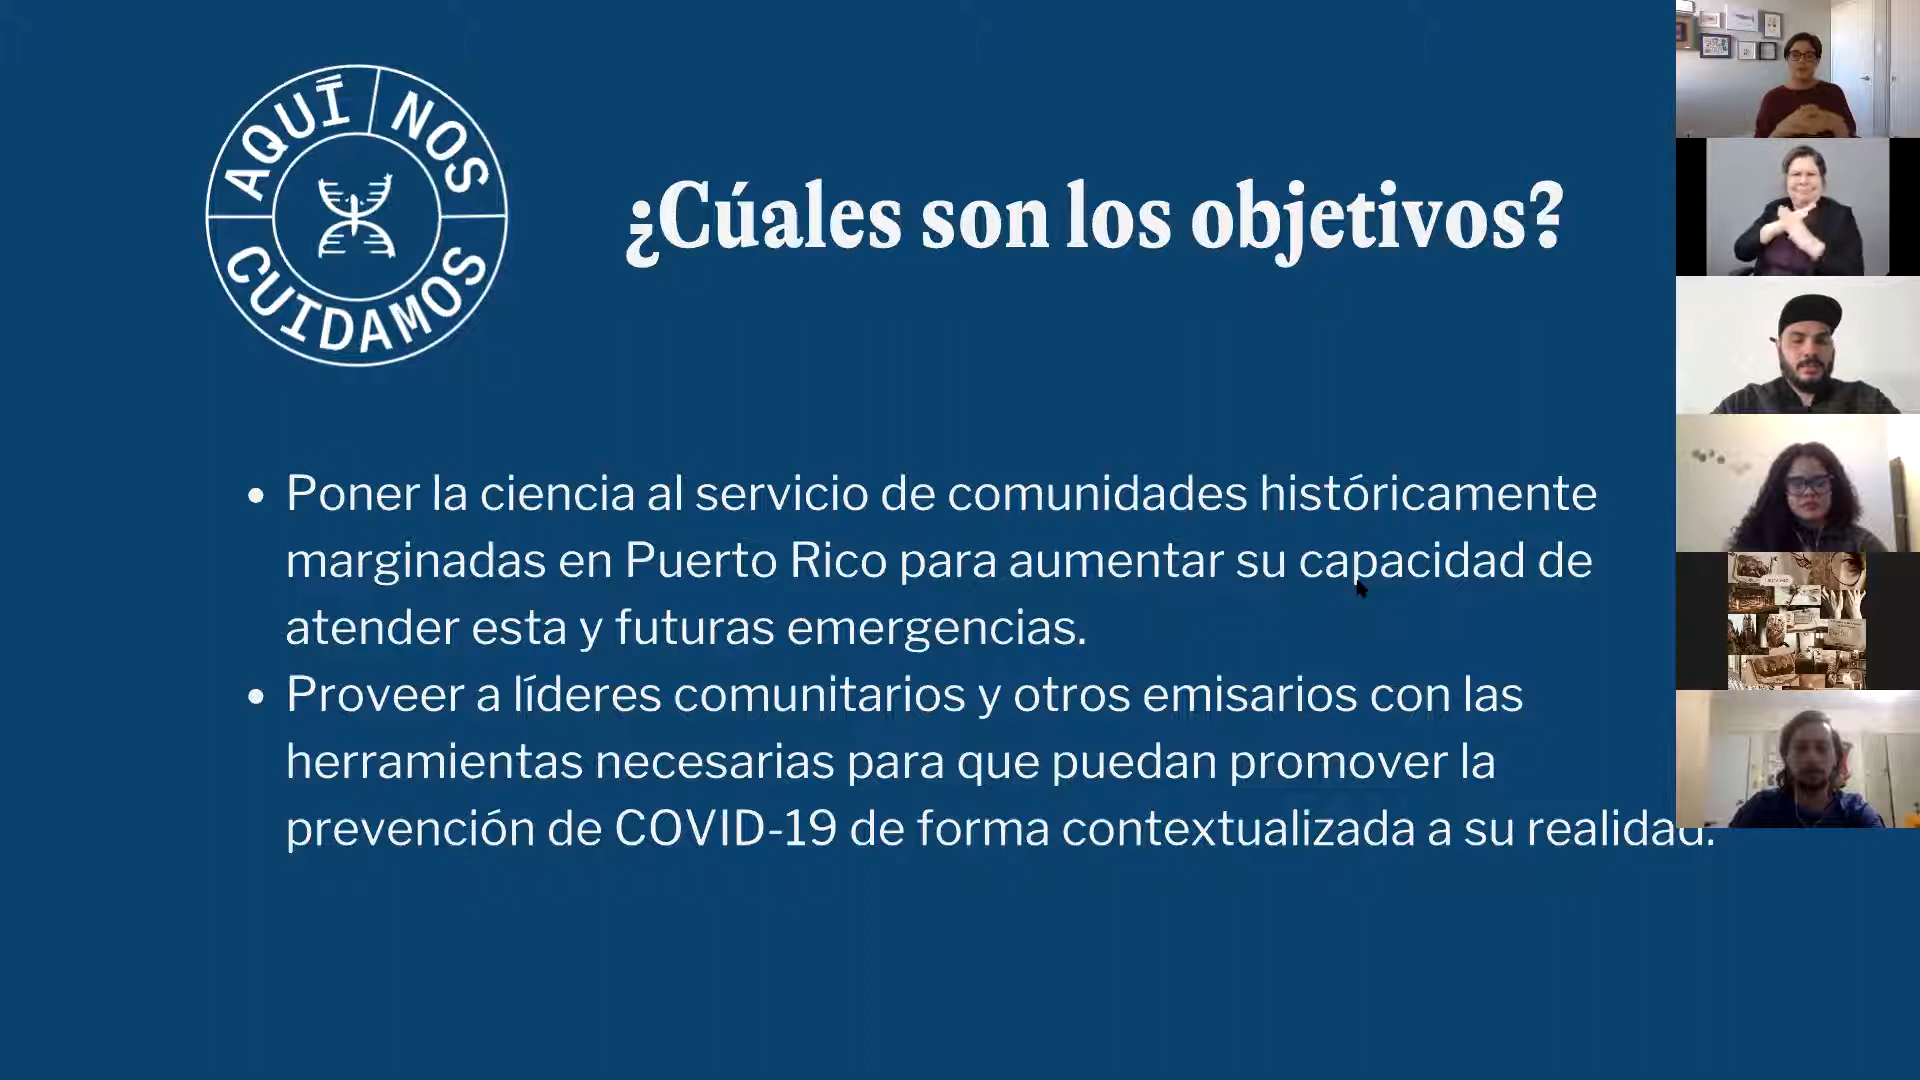 AQUÍ NOS CUIDAMOS
¿Cúales son los objetivos?
• Poner la ciencia al servicio de comunidades históricamente
marginadas en Puerto Rico para aumentar su capacidad de
atender esta y futuras emergencias.
• Proveer a líderes comunitarios y otros emisarios con las
herramientas necesarias para que puedan promover la
prevención de COVID-19 de forma contextualizada a su realidad.